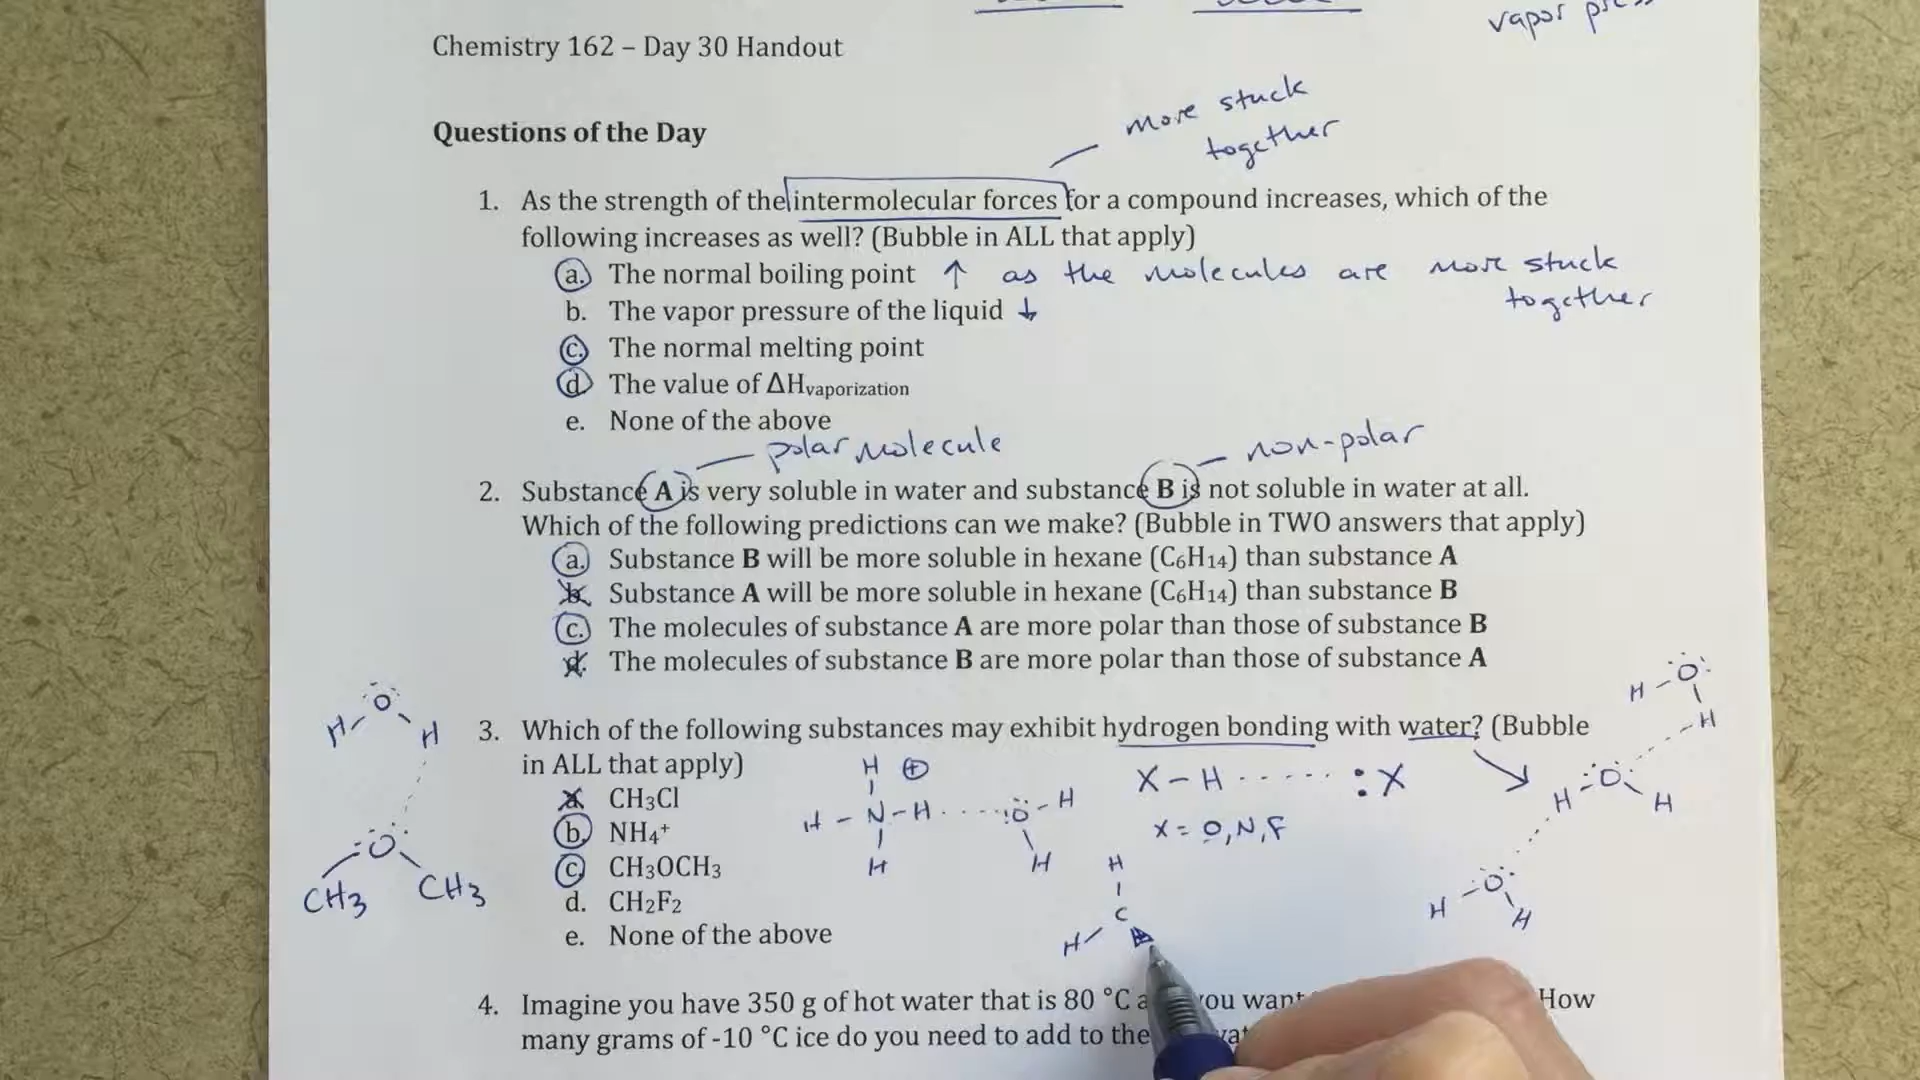 vapor
Chemistry 162 – Day 30 Handout
more stuck
together
Questions of the Day
1. As the strength of the intermolecular forces for a compound increases, which of the
following increases as well? (Bubble in ALL that apply)
a. The normal boiling point ↑ as the molecules are more stuck
together
b. The vapor pressure of the liquid ↓
c. The normal melting point
d. The value of ΔHvaporization
e. None of the above
polar molecule
non-polar
2. Substance A is very soluble in water and substance B is not soluble in water at all.
Which of the following predictions can we make? (Bubble in TWO answers that apply)
a. Substance B will be more soluble in hexane (C₆H₁₄) than substance A
b. Substance A will be more soluble in hexane (C₆H₁₄) than substance B
c. The molecules of substance A are more polar than those of substance B
d. The molecules of substance B are more polar than those of substance A
H-O-H
CH3 O CH3
3. Which of the following substances may exhibit hydrogen bonding with water? (Bubble
in ALL that apply)
a. CH₃Cl
b. NH₄⁺
c. CH₃OCH₃
d. CH₂F₂
e. None of the above
H ⊕
H - N - H ····· :O - H
H H
X - H ······ :X
X = O, N, F
H
C
H
H - O
H
H O H
H O H
4. Imagine you have 350 g of hot water that is 80 °C you want How
many grams of -10 °C ice do you need to add to the